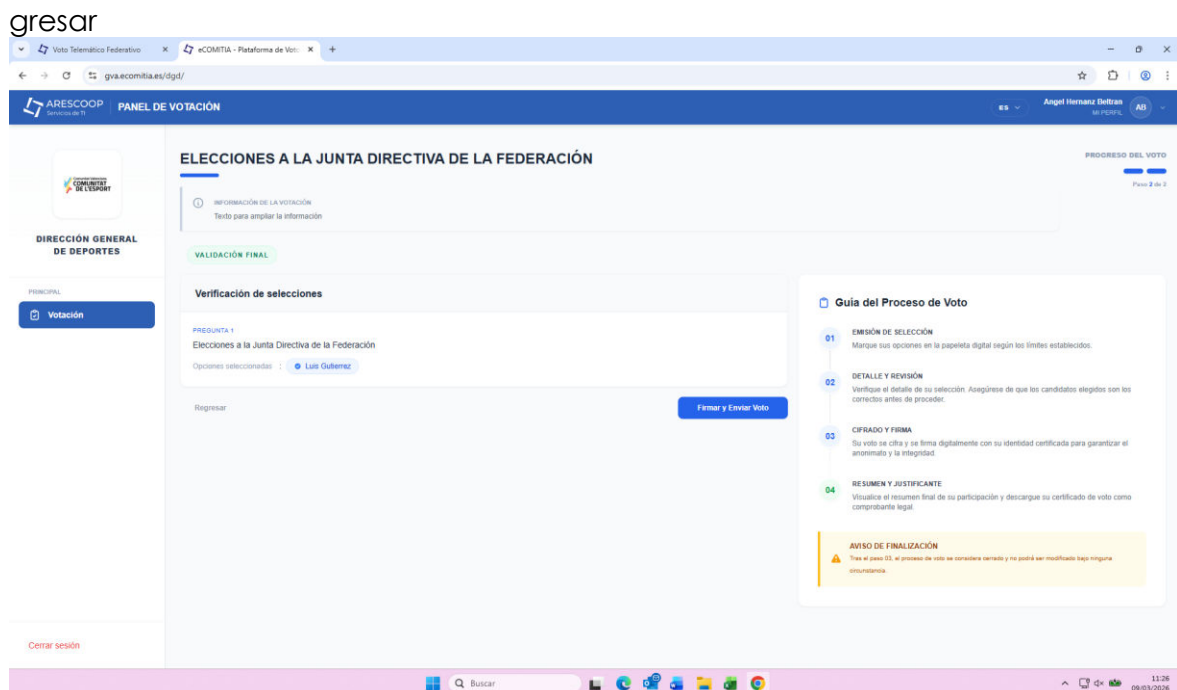 gresar
Voto Telemático Federativo
eCOMITIA - Plataforma de Voto
gva.ecomitia.es/dgd/
ARESCOOP
Servicios de TI
PANEL DE VOTACIÓN
ES
Angel Hernanz Beltran
MI PERFIL
AB
COMUNITAT
DE L'ESPORT
DIRECCIÓN GENERAL
DE DEPORTES
PRINCIPAL
Votación
Cerrar sesión
ELECCIONES A LA JUNTA DIRECTIVA DE LA FEDERACIÓN
PROGRESO DEL VOTO
Paso 2 de 2
INFORMACIÓN DE LA VOTACIÓN
Texto para ampliar la información
VALIDACIÓN FINAL
Verificación de selecciones
PREGUNTA 1
Elecciones a la Junta Directiva de la Federación
Opciones seleccionadas :
Luis Gutierrez
Regresar
Firmar y Enviar Voto
Guía del Proceso de Voto
01
EMISIÓN DE SELECCIÓN
Marque sus opciones en la papeleta digital según los límites establecidos.
02
DETALLE Y REVISIÓN
Verifique el detalle de su selección. Asegúrese de que los candidatos elegidos son los
correctos antes de proceder.
03
CIFRADO Y FIRMA
Su voto se cifra y se firma digitalmente con su identidad certificada para garantizar el
anonimato y la integridad.
04
RESUMEN Y JUSTIFICANTE
Visualice el resumen final de su participación y descargue su certificado de voto como
comprobante legal.
AVISO DE FINALIZACIÓN
Tras el paso 03, el proceso de voto se considera cerrado y no podrá ser modificado bajo ninguna
circunstancia.
Buscar
11:26
09/03/2026